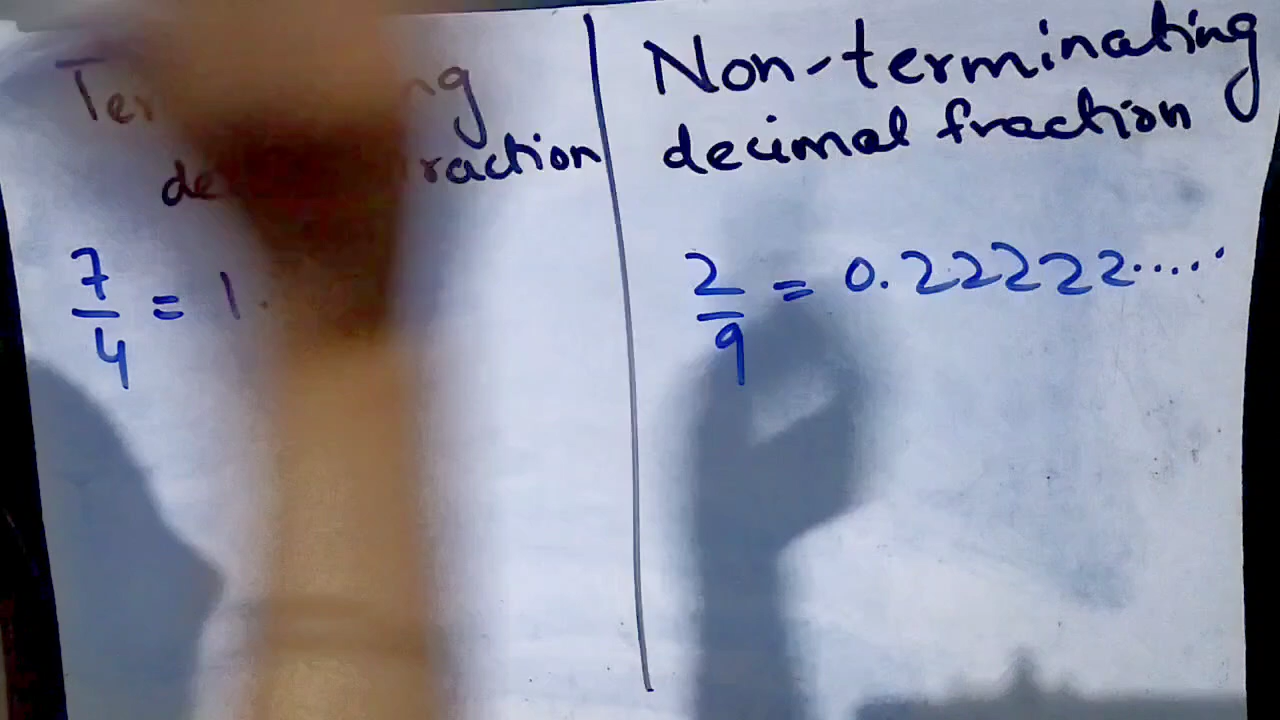 Non-terminating
decimal fraction
7/4 = 1.
2/9 = 0.22222.....